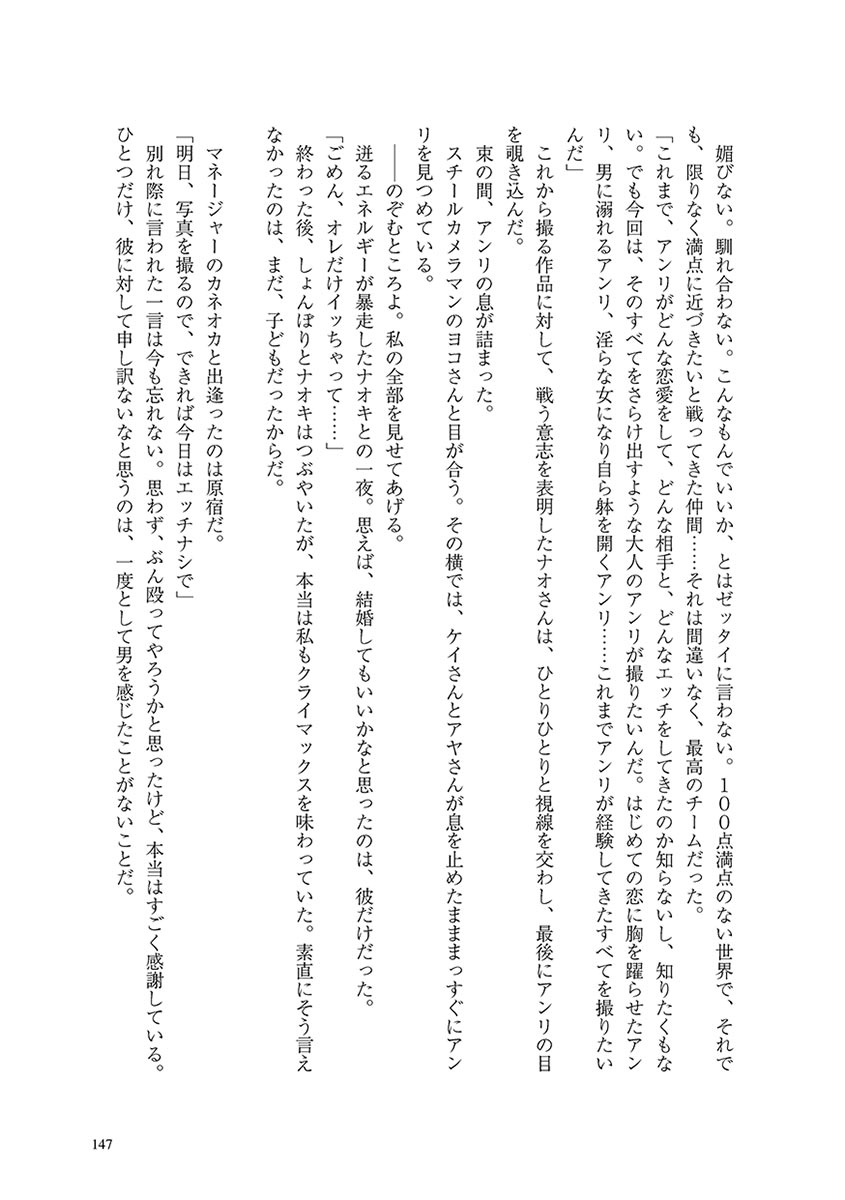 媚びない。馴れ合わない。こんなもんでいいか、とはゼッタイに言わない。１００点満点のない世界で、それで
も、限りなく満点に近づきたいと戦ってきた仲間……それは間違いなく、最高のチームだった。
「これまで、アンリがどんな恋愛をして、どんな相手と、どんなエッチをしてきたのか知らないし、知りたくもな
い。でも今回は、そのすべてをさらけ出すような大人のアンリが撮りたいんだ。はじめての恋に胸を躍らせたアン
リ、男に溺れるアンリ、淫らな女になり自ら躰を開くアンリ……これまでアンリが経験してきたすべてを撮りたい
んだ」
これから撮る作品に対して、戦う意志を表明したナオさんは、ひとりひとりと視線を交わし、最後にアンリの目
を覗き込んだ。
束の間、アンリの息が詰まった。
スチールカメラマンのヨコさんと目が合う。その横では、ケイさんとアヤさんが息を止めたまままっすぐにアン
リを見つめている。
――のぞむところよ。私の全部を見せてあげる。
迸るエネルギーが暴走したナオキとの一夜。思えば、結婚してもいいかなと思ったのは、彼だけだった。
「ごめん、オレだけイッちゃって……」
終わった後、しょんぼりとナオキはつぶやいたが、本当は私もクライマックスを味わっていた。素直にそう言え
なかったのは、まだ、子どもだったからだ。
マネージャーのカネオカと出逢ったのは原宿だ。
「明日、写真を撮るので、できれば今日はエッチナシで」
別れ際に言われた一言は今も忘れない。思わず、ぶん殴ってやろうかと思ったけど、本当はすごく感謝している。
ひとつだけ、彼に対して申し訳ないなと思うのは、一度として男を感じたことがないことだ。
147